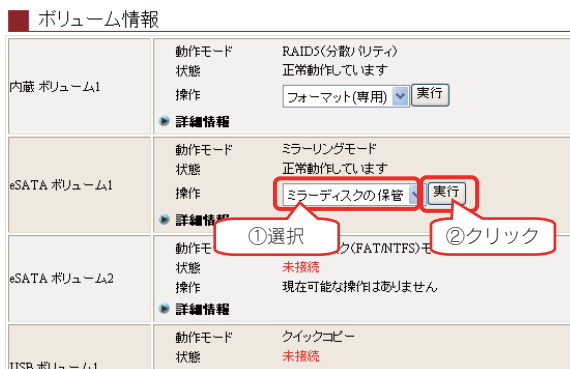 ボリューム情報
動作モード RAID5(分散パリティ)
状態 正常動作しています
内蔵 ボリューム1
操作 フォーマット(専用) 実行
詳細情報
動作モード ミラーリングモード
状態 正常動作しています
eSATA ボリューム1
操作 ミラーディスクの保管 実行
詳細情報
①選択 ②クリック
動作モ ク(FAT/NTFS)モ
状態 未接続
eSATA ボリューム2
操作 現在可能な操作はありません
詳細情報
動作モード クイックコピー
状態 未接続
USB ボリューム1